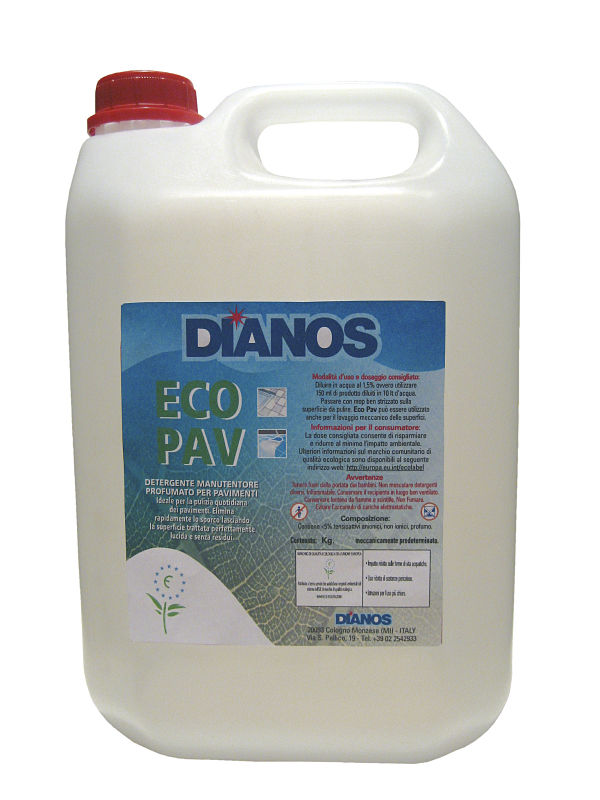 DIANOS
ECO
PAV
DETERGENTE MANUTENTORE
PROFUMATO PER PAVIMENTI
Ideale per la pulizia quotidiana
dei pavimenti. Elimina
rapidamente lo sporco lasciando
la superficie trattata perfettamente
lucida e senza residui.
Modalità d'uso e dosaggio consigliato:
Diluire in acqua al 1,5% ovvero utilizzare
150 ml di prodotto diluiti in 10 lt d'acqua.
Passare con mop ben strizzato sulla
superficie da pulire. Eco Pav può essere utilizzato
anche per il lavaggio meccanico delle superfici.
Informazioni per il consumatore:
La dose consigliata consente di risparmiare
e ridurre al minimo l'impatto ambientale.
Ulteriori informazioni sul marchio comunitario di
qualità ecologica sono disponibili al seguente
indirizzo web: http://europa.eu.int/ecolabel
Avvertenze
Tenere fuori dalla portata dei bambini. Non mescolare detergenti
diversi. Infiammabile. Conservare il recipiente in luogo ben ventilato.
Conservare lontano da fiamme e scintille. Non Fumare.
Evitare l'accumulo di cariche elettrostatiche.
Composizione:
Contiene <5% tensioattivi anionici, non ionici, profumo.
Contenuto: Kg. meccanicamente predeterminato.
• Impatto ridotto sulle forme di vita acquatiche.
• Uso ridotto di sostanze pericolose.
• Istruzioni per l'uso più chiare.
€
DIANOS
20093 Cologno Monzese (MI) - ITALY
Via S. Pellico, 19 - Tel. +39 02 2542933